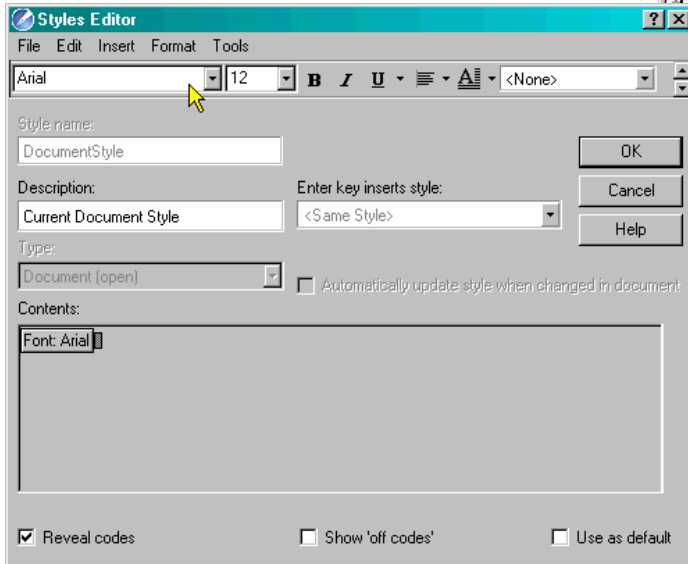 Styles Editor
File Edit Insert Format Tools
Arial 12 B I U A <None>
Style name:
DocumentStyle OK
Description: Enter key inserts style: Cancel
Current Document Style <Same Style>
Help
Type:
Document (open) Automatically update style when changed in document
Contents:
Font: Arial
Reveal codes Show 'off codes' Use as default